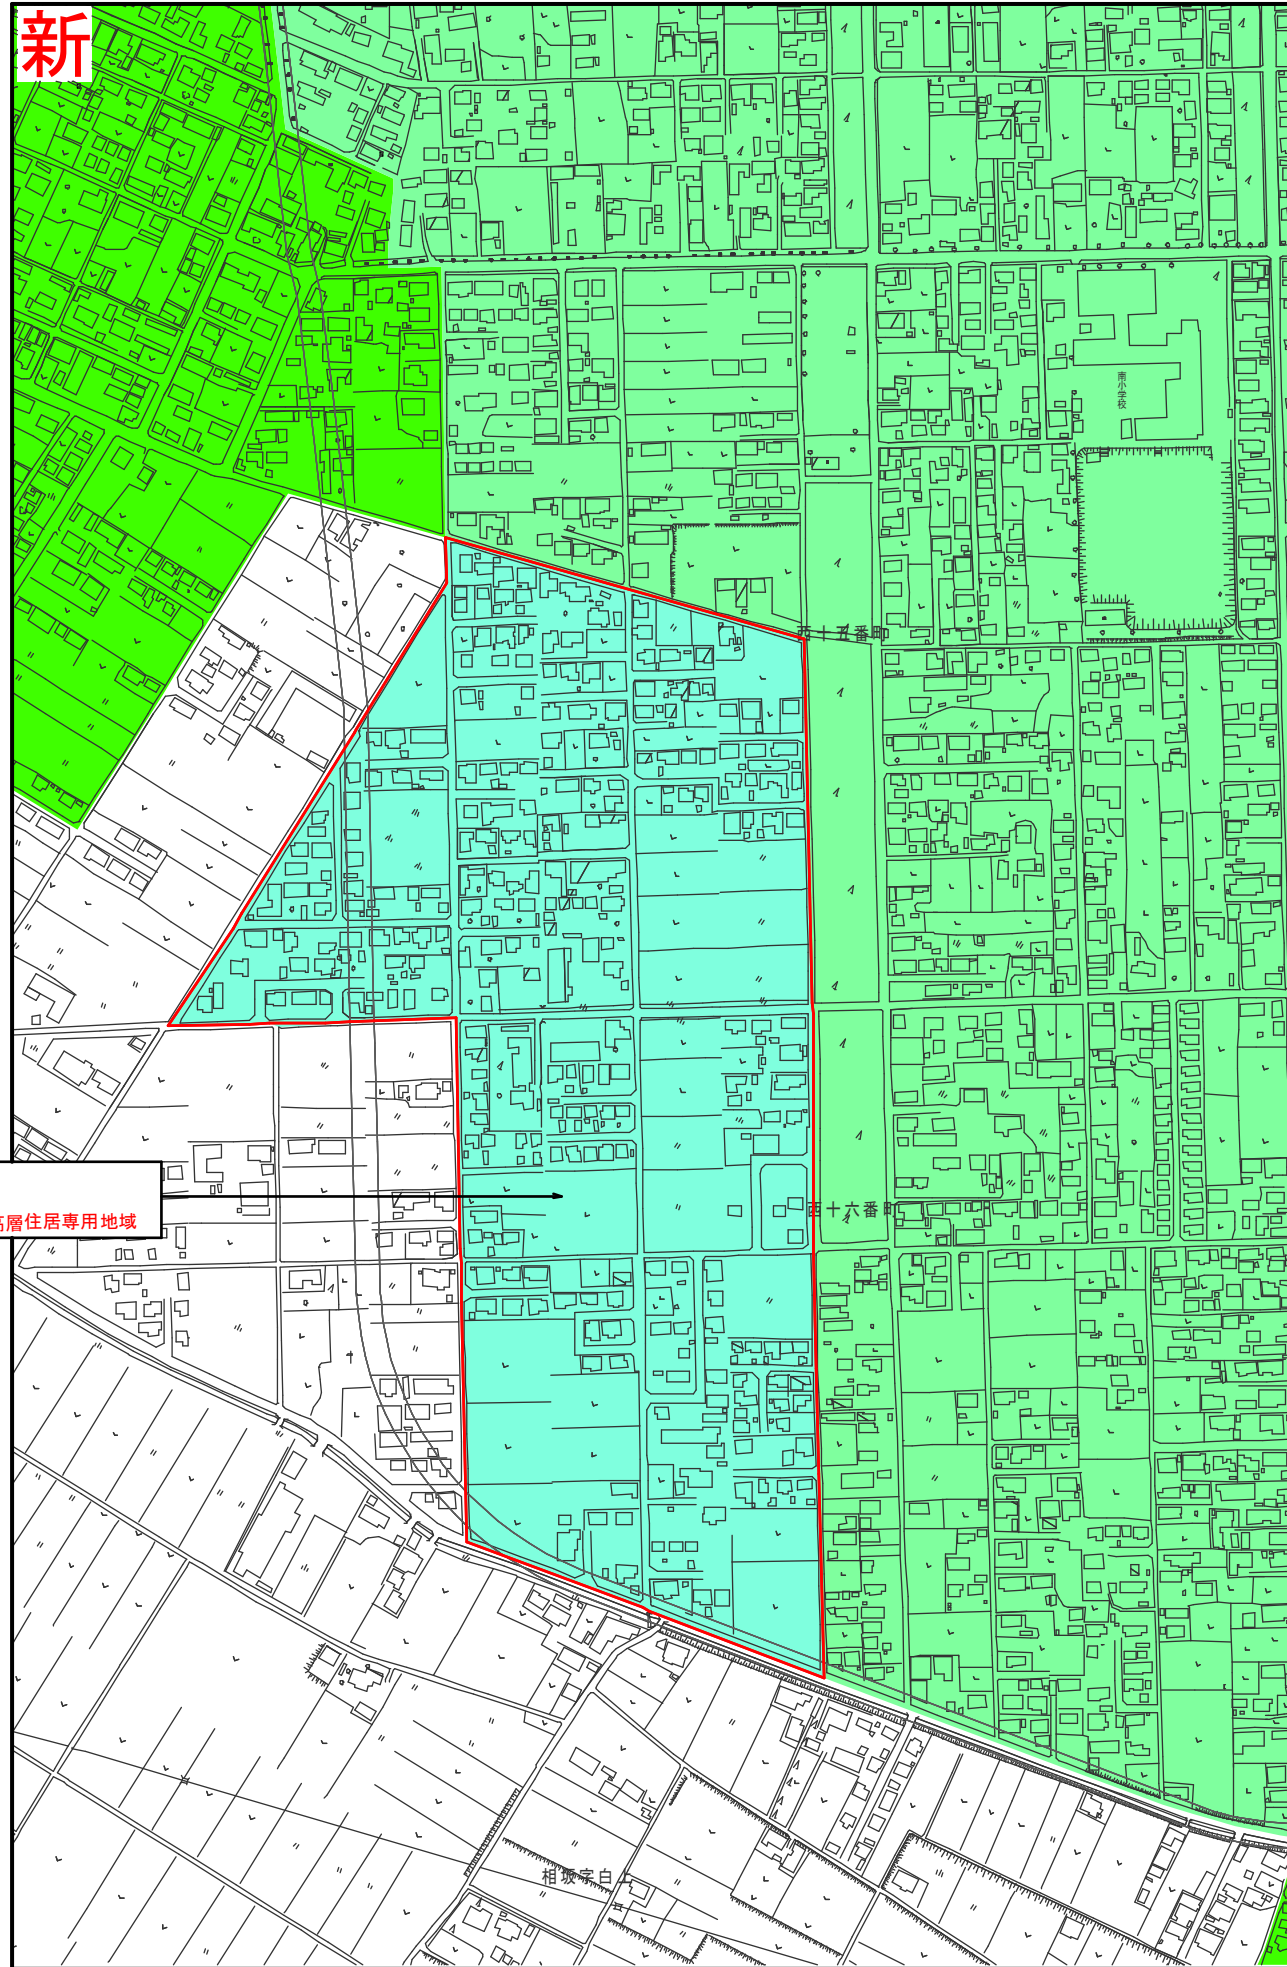 新
南小学校
西十五番町
高層住居専用地域
西十六番町
相坂字白上